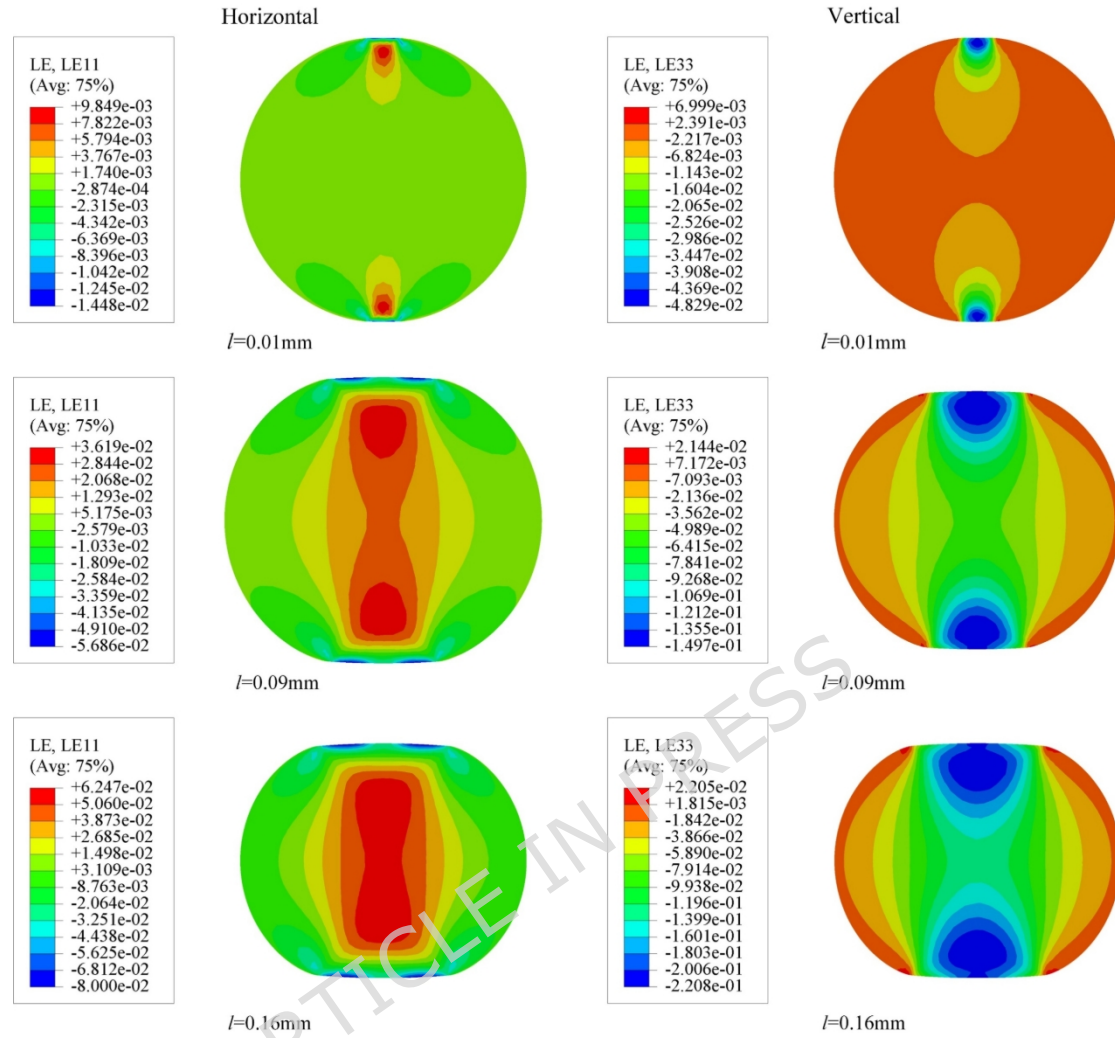 Horizontal
Vertical
LE, LE11
(Avg: 75%)
+9.849e-03
+7.822e-03
+5.794e-03
+3.767e-03
+1.740e-03
-2.874e-04
-2.315e-03
-4.342e-03
-6.369e-03
-8.396e-03
-1.042e-02
-1.245e-02
-1.448e-02
l=0.01mm
LE, LE33
(Avg: 75%)
+6.999e-03
+2.391e-03
-2.217e-03
-6.824e-03
-1.143e-02
-1.604e-02
-2.065e-02
-2.526e-02
-2.986e-02
-3.447e-02
-3.908e-02
-4.369e-02
-4.829e-02
l=0.01mm
LE, LE11
(Avg: 75%)
+3.619e-02
+2.844e-02
+2.068e-02
+1.293e-02
+5.175e-03
-2.579e-03
-1.033e-02
-1.809e-02
-2.584e-02
-3.359e-02
-4.135e-02
-4.910e-02
-5.686e-02
l=0.09mm
LE, LE33
(Avg: 75%)
+2.144e-02
+7.172e-03
-7.093e-03
-2.136e-02
-3.562e-02
-4.989e-02
-6.415e-02
-7.841e-02
-9.268e-02
-1.069e-01
-1.212e-01
-1.355e-01
-1.497e-01
l=0.09mm
LE, LE11
(Avg: 75%)
+6.247e-02
+5.060e-02
+3.873e-02
+2.685e-02
+1.498e-02
+3.109e-03
-8.763e-03
-2.064e-02
-3.251e-02
-4.438e-02
-5.625e-02
-6.812e-02
-8.000e-02
l=0.16mm
LE, LE33
(Avg: 75%)
+2.205e-02
+1.815e-03
-1.842e-02
-3.866e-02
-5.890e-02
-7.914e-02
-9.938e-02
-1.196e-01
-1.399e-01
-1.601e-01
-1.803e-01
-2.006e-01
-2.208e-01
l=0.16mm
RTICLE IN PRESS